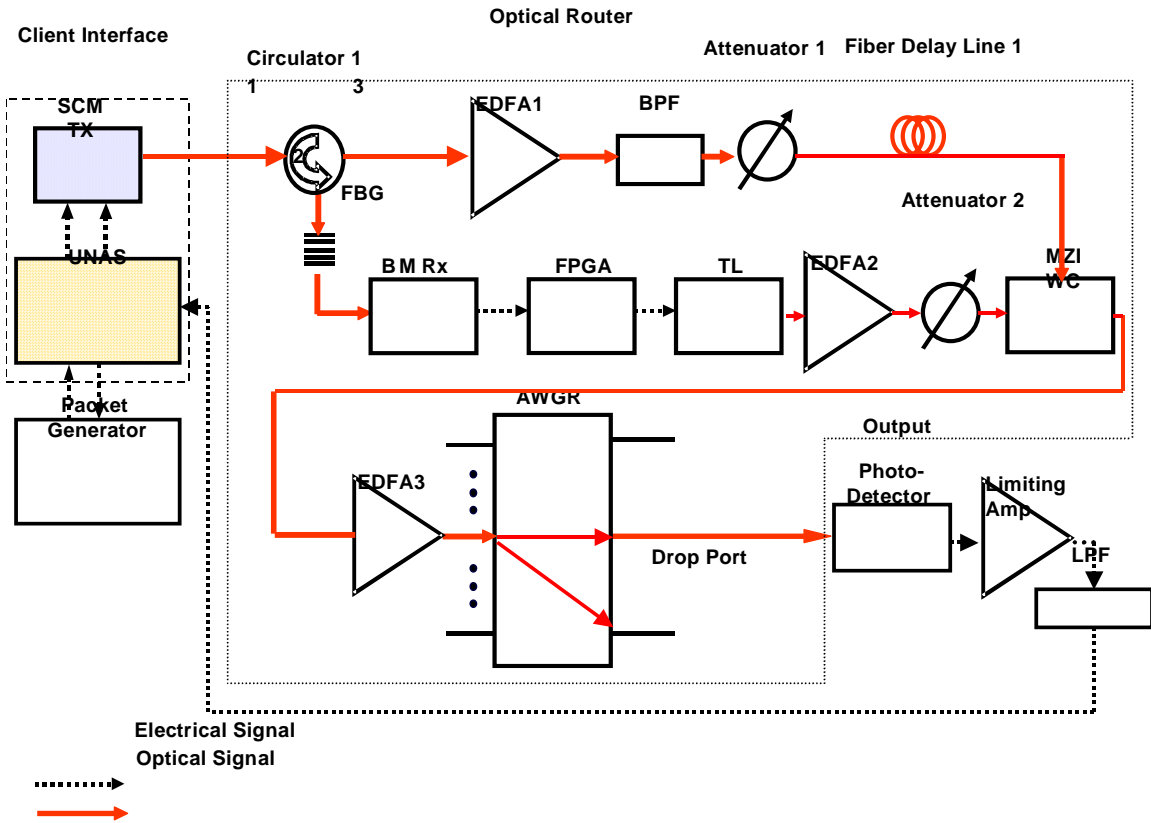 Optical Router
Client Interface
Circulator 1
Attenuator 1
Fiber Delay Line 1
1
3
SCM
TX
EDFA1
BPF
2
FBG
Attenuator 2
UNAS
BM Rx
FPGA
TL
EDFA2
MZI
WC
Packet
Generator
AWGR
Output
EDFA3
Photo-
Detector
Limiting
Amp
Drop Port
LPF
Electrical Signal
Optical Signal